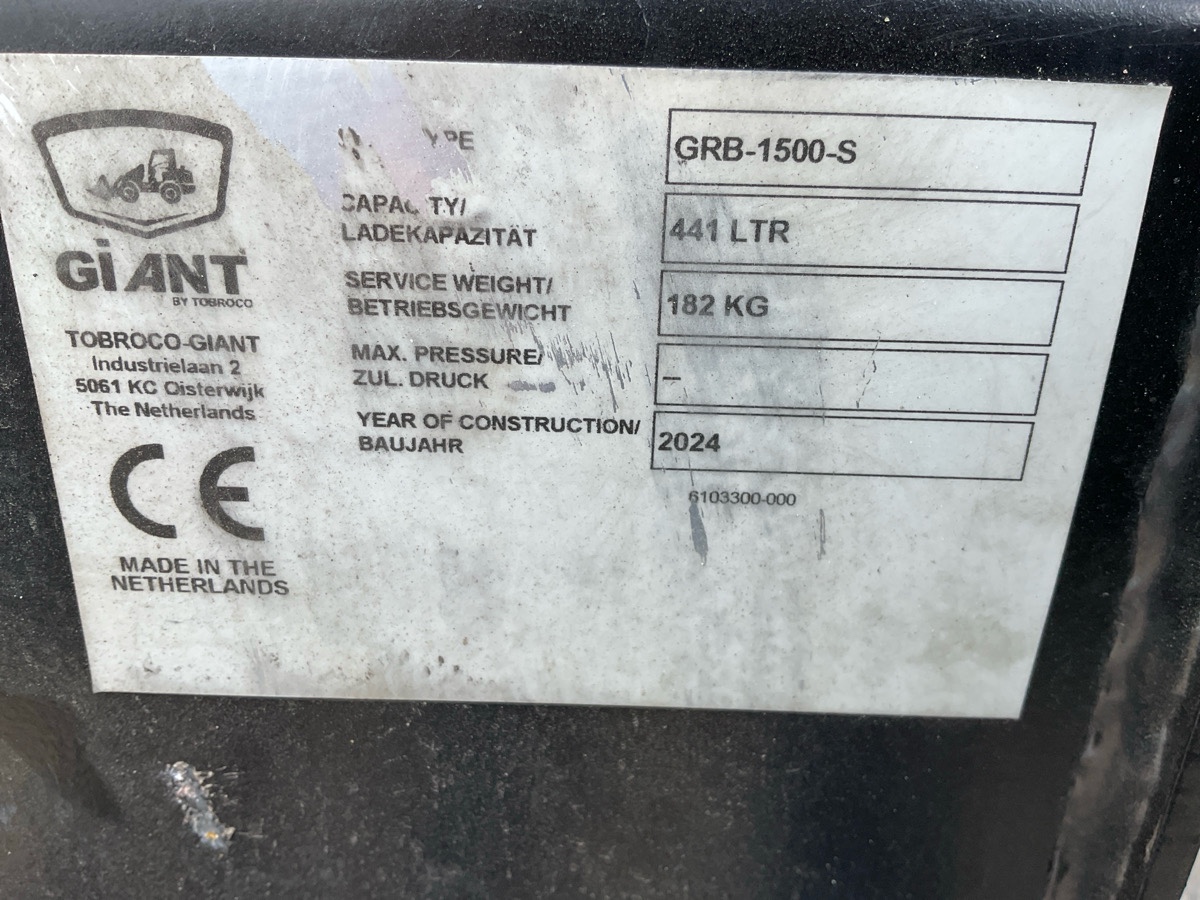 GiANT
BY TOBROCO
TOBROCO-GIANT
Industrielaan 2
5061 KC Oisterwijk
The Netherlands
CE
MADE IN THE
NETHERLANDS
GRB-1500-S
CAPACITY/
LADEKAPAZITÄT
441 LTR
SERVICE WEIGHT/
BETRIEBSGEWICHT
182 KG
MAX. PRESSURE/
ZUL. DRUCK
–
YEAR OF CONSTRUCTION/
BAUJAHR
2024
6103300-000